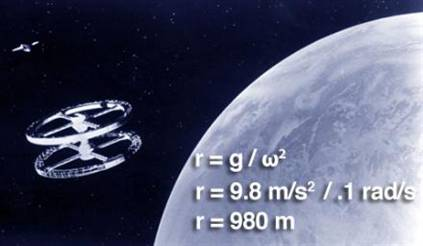 r = g / ω²
r = 9.8 m/s² / .1 rad/s
r = 980 m